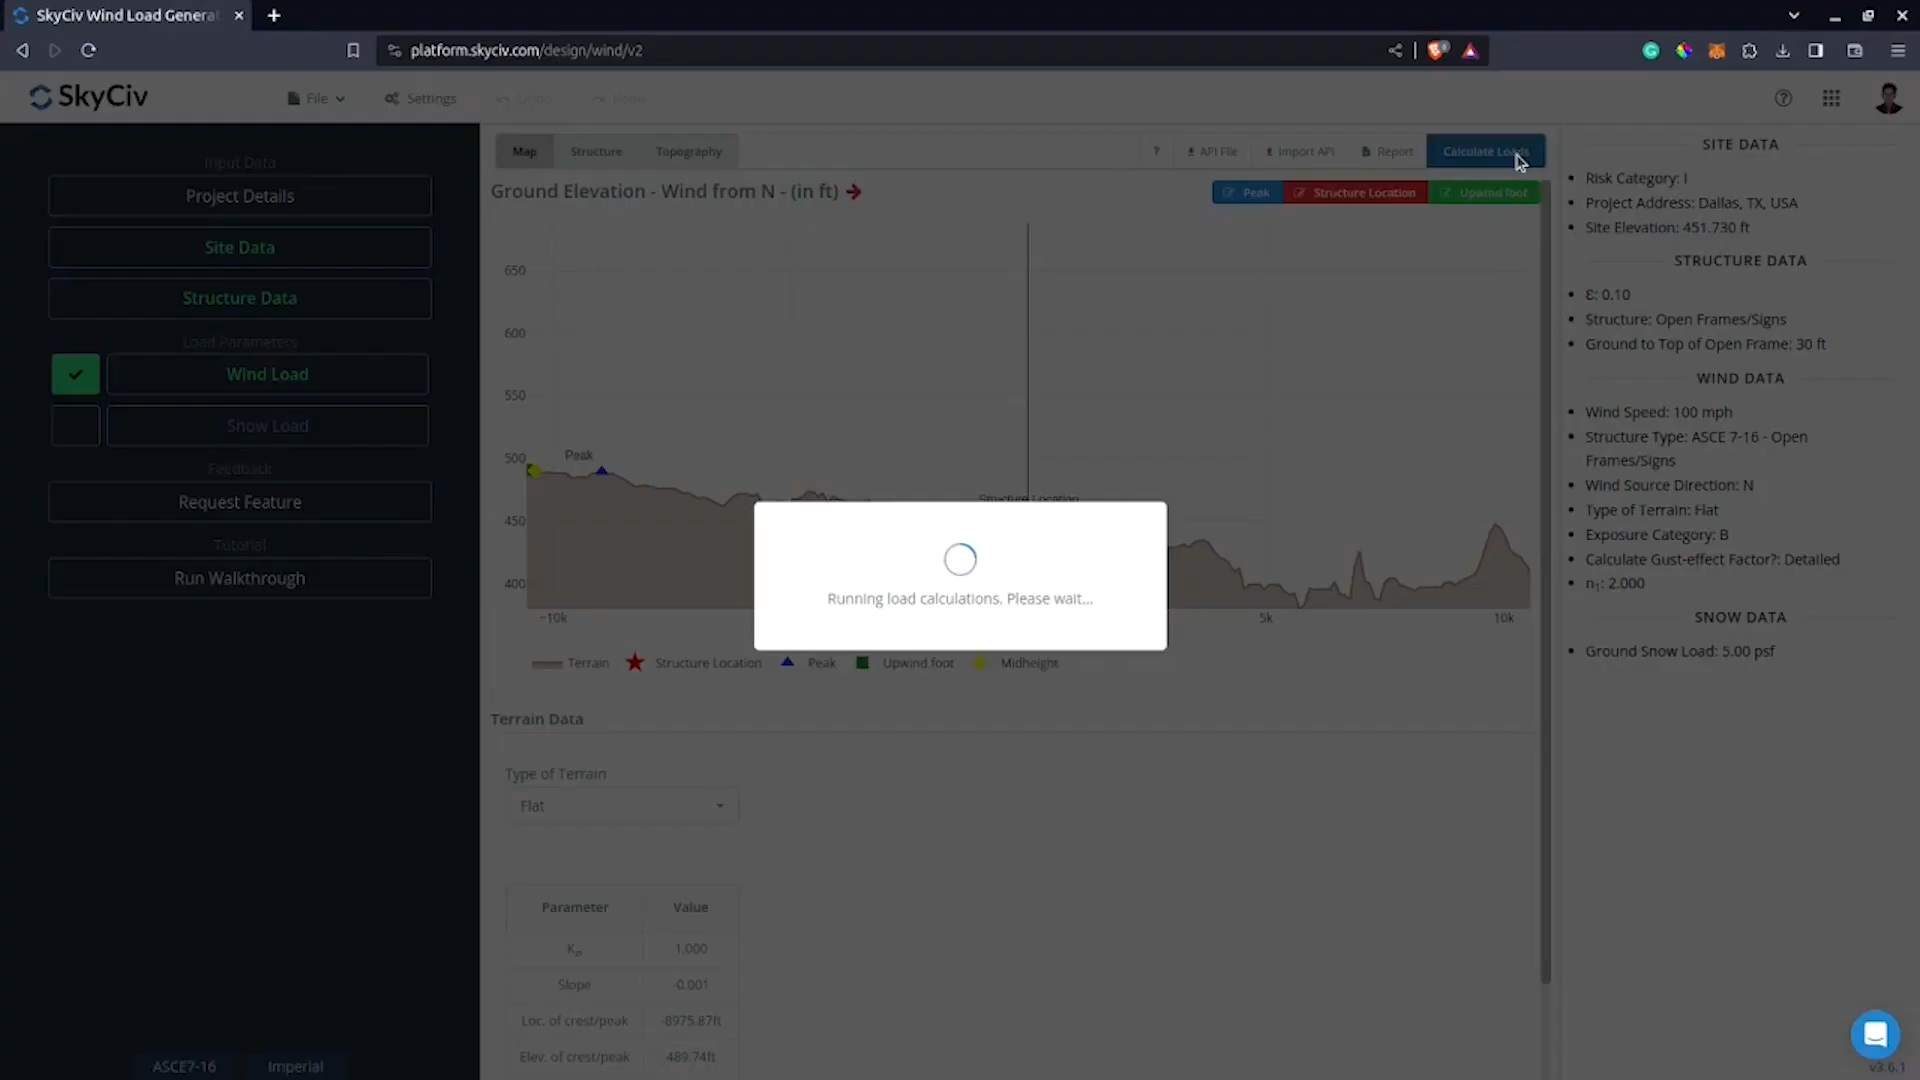 SkyCiv Wind Load Genera
platform.skyciv.com/design/wind/v2
SkyCiv
File
Settings
Undo
Redo
Input Data
Project Details
Site Data
Structure Data
Load Parameters
Wind Load
Snow Load
Feedback
Request Feature
Tutorial
Run Walkthrough
ASCE7-16
Imperial
Map
Structure
Topography
?
API File
Import API
Report
Calculate Loads
Ground Elevation - Wind from N - (in ft)
Peak
Structure Location
Upwind foot
650
600
550
500
450
400
Peak
Structure Location
−10k
5k
10k
Running load calculations. Please wait...
Terrain
Structure Location
Peak
Upwind foot
Midheight
Terrain Data
Type of Terrain
Flat
Parameter Value
Kzt 1.000
Slope -0.001
Loc. of crest/peak -8975.87ft
Elev. of crest/peak 489.74ft
SITE DATA
Risk Category: I
Project Address: Dallas, TX, USA
Site Elevation: 451.730 ft
STRUCTURE DATA
Ɛ: 0.10
Structure: Open Frames/Signs
Ground to Top of Open Frame: 30 ft
WIND DATA
Wind Speed: 100 mph
Structure Type: ASCE 7-16 - Open
Frames/Signs
Wind Source Direction: N
Type of Terrain: Flat
Exposure Category: B
Calculate Gust-effect Factor?: Detailed
n1: 2.000
SNOW DATA
Ground Snow Load: 5.00 psf
v3.6.1